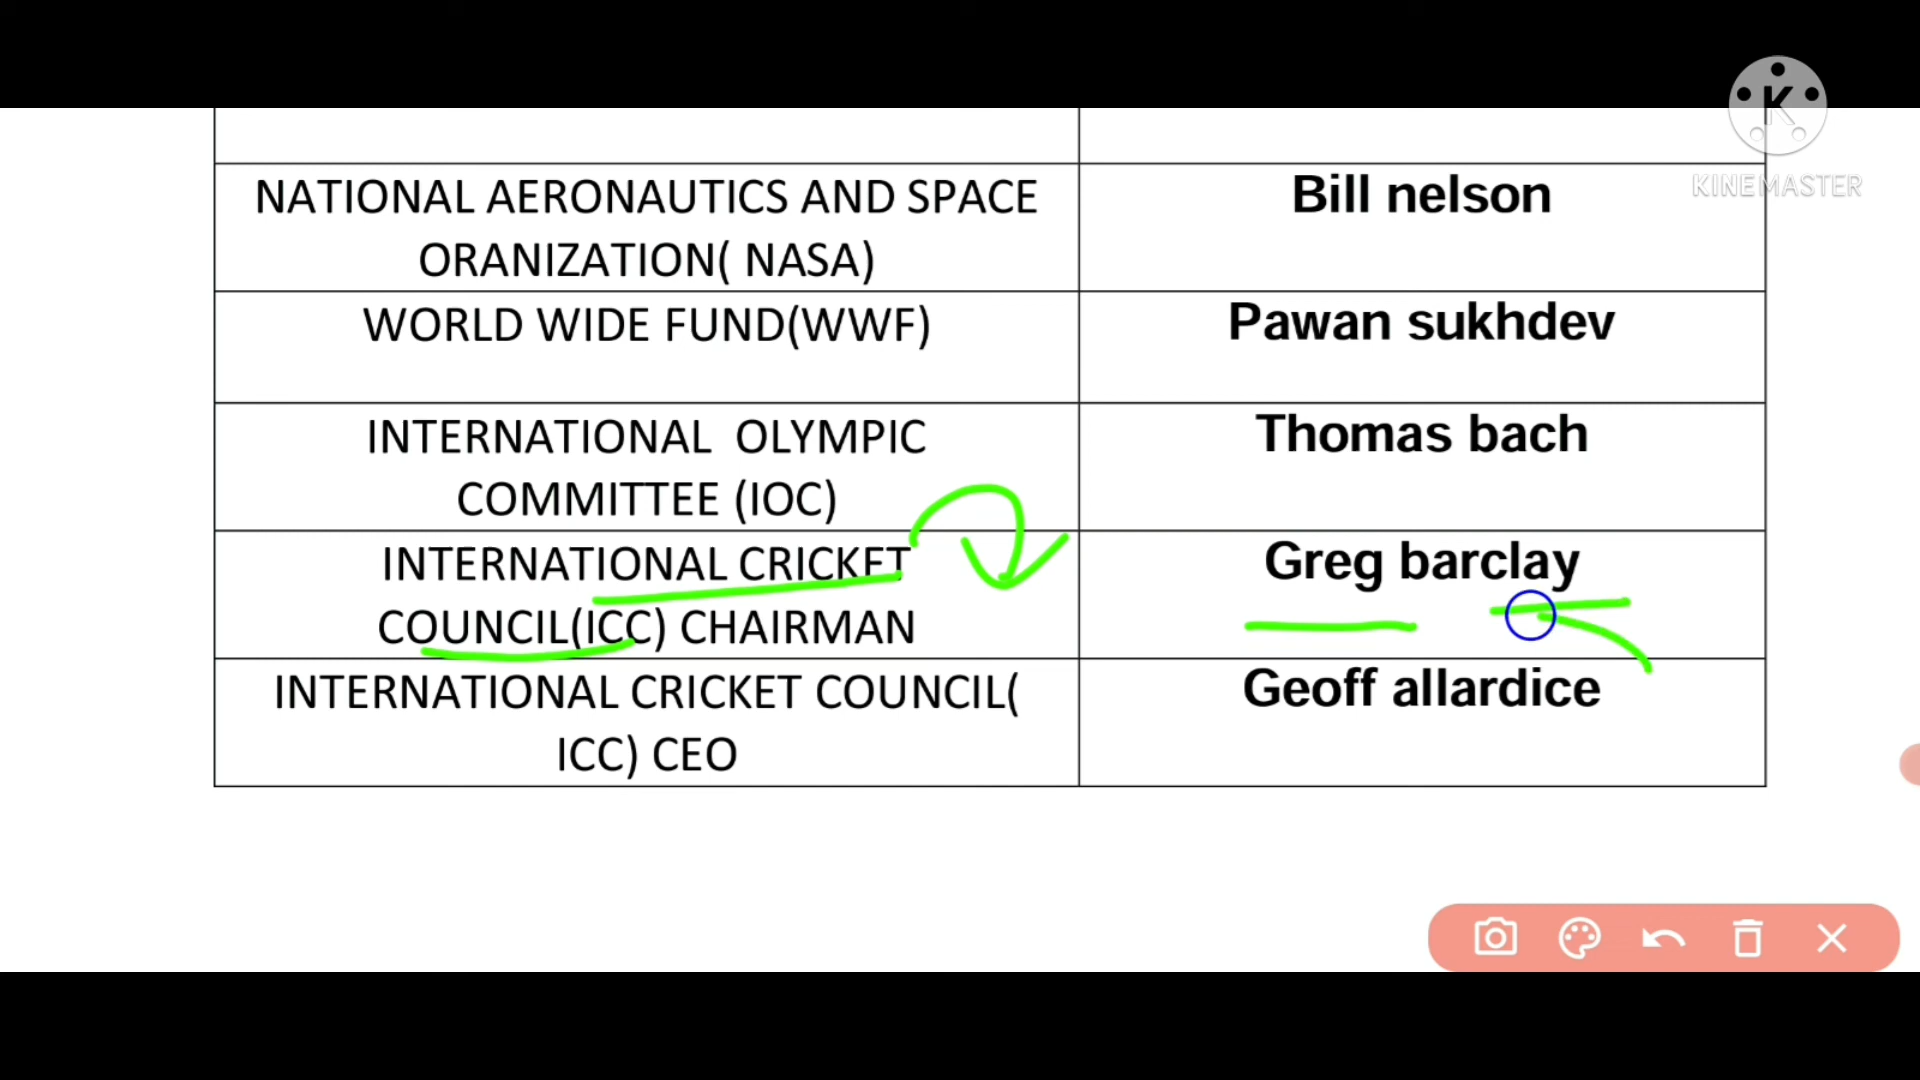 K
KINEMASTER
NATIONAL AERONAUTICS AND SPACE
ORANIZATION( NASA)
Bill nelson
WORLD WIDE FUND(WWF)
Pawan sukhdev
INTERNATIONAL OLYMPIC
COMMITTEE (IOC)
Thomas bach
INTERNATIONAL CRICKET
COUNCIL(ICC) CHAIRMAN
Greg barclay
INTERNATIONAL CRICKET COUNCIL(
ICC) CEO
Geoff allardice